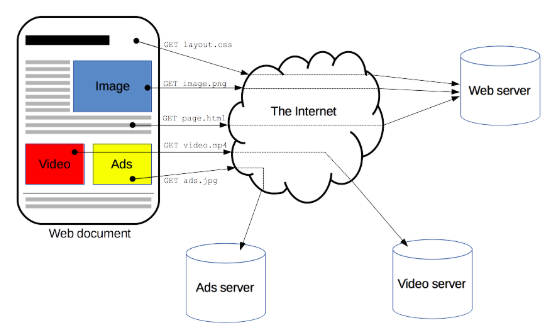 GET layout.css
Image
GET image.png
The Internet
Web server
GET page.html
Video
Ads
GET video.mp4
GET ads.jpg
Web document
Ads server
Video server